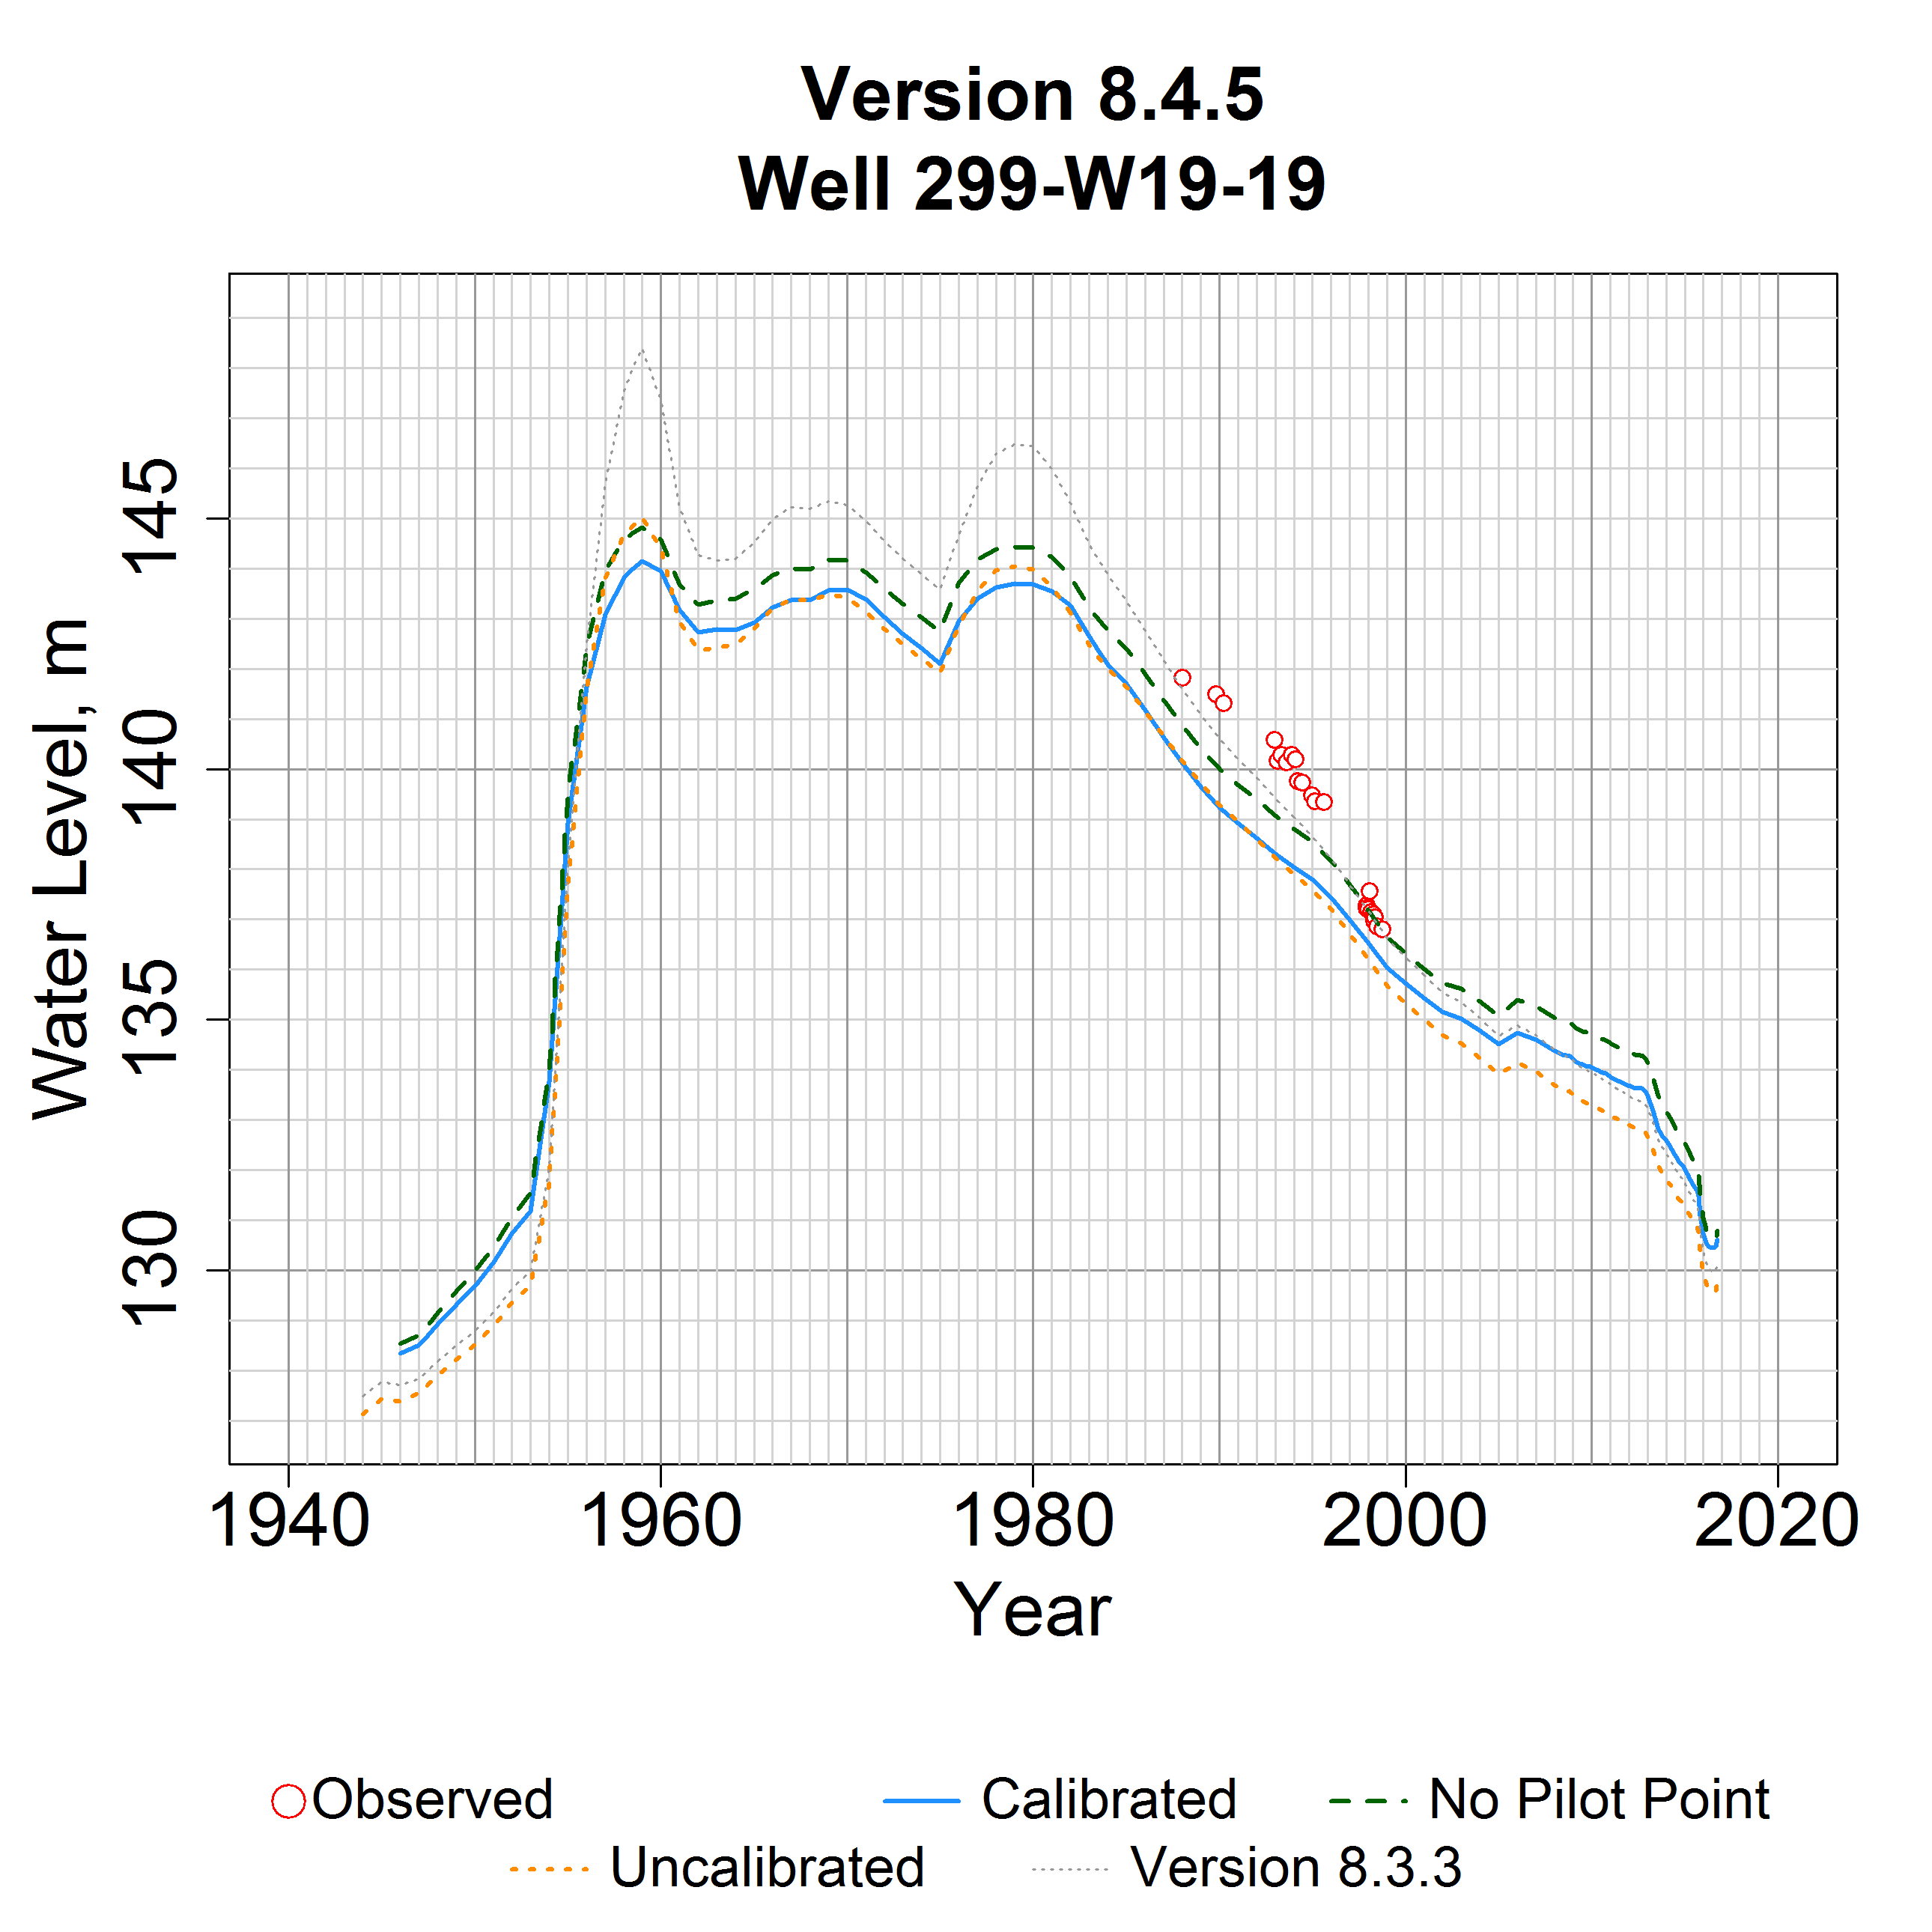 Version 8.4.5
Well 299-W19-19
Water Level, m
145
140
135
130
1940 1960 1980 2000 2020
Year
Observed Calibrated No Pilot Point
Uncalibrated Version 8.3.3